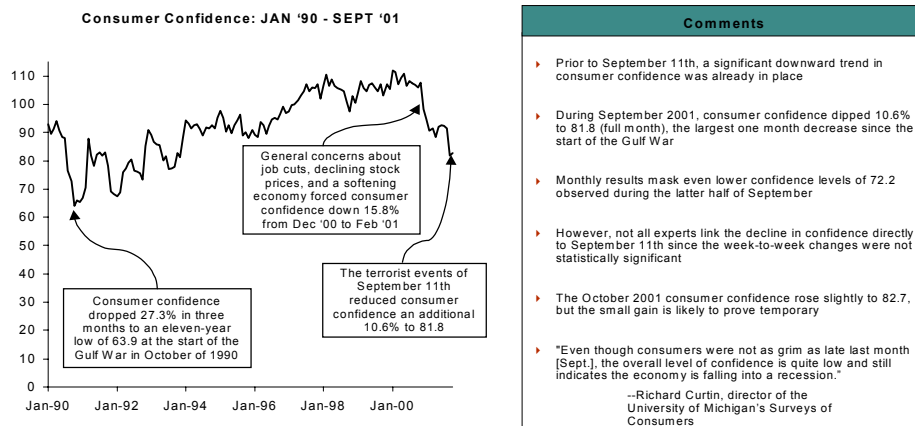 Consumer Confidence: JAN ‘90 - SEPT ‘01
110
100
90
80
70
60
50
40
30
20
10
0
Jan-90
Jan-92
Jan-94
Jan-96
Jan-98
Jan-00
General concerns about
job cuts, declining stock
prices, and a softening
economy forced consumer
confidence down 15.8%
from Dec ‘00 to Feb ‘01
The terrorist events of
September 11th
reduced consumer
confidence an additional
10.6% to 81.8
Consumer confidence
dropped 27.3% in three
months to an eleven-year
low of 63.9 at the start of the
Gulf War in October of 1990
Comments
Prior to September 11th, a significant downward trend in
consumer confidence was already in place
During September 2001, consumer confidence dipped 10.6%
to 81.8 (full month), the largest one month decrease since the
start of the Gulf War
Monthly results mask even lower confidence levels of 72.2
observed during the latter half of September
However, not all experts link the decline in confidence directly
to September 11th since the week-to-week changes were not
statistically significant
The October 2001 consumer confidence rose slightly to 82.7,
but the small gain is likely to prove temporary
"Even though consumers were not as grim as late last month
[Sept.], the overall level of confidence is quite low and still
indicates the economy is falling into a recession.”
--Richard Curtin, director of the
University of Michigan’s Surveys of
Consumers